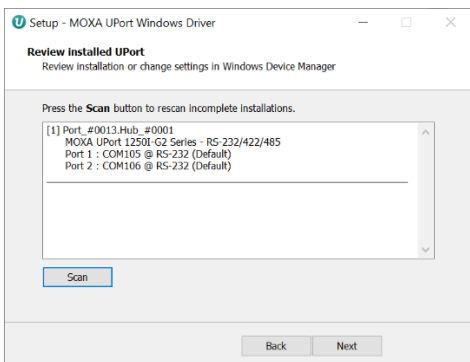 Setup - MOXA UPort Windows Driver
Review installed UPort
Review installation or change settings in Windows Device Manager
Press the Scan button to rescan incomplete installations.
[1] Port_#0013.Hub_#0001
MOXA UPort 1250I-G2 Series - RS-232/422/485
Port 1 : COM105 @ RS-232 (Default)
Port 2 : COM106 @ RS-232 (Default)
Scan
Back Next